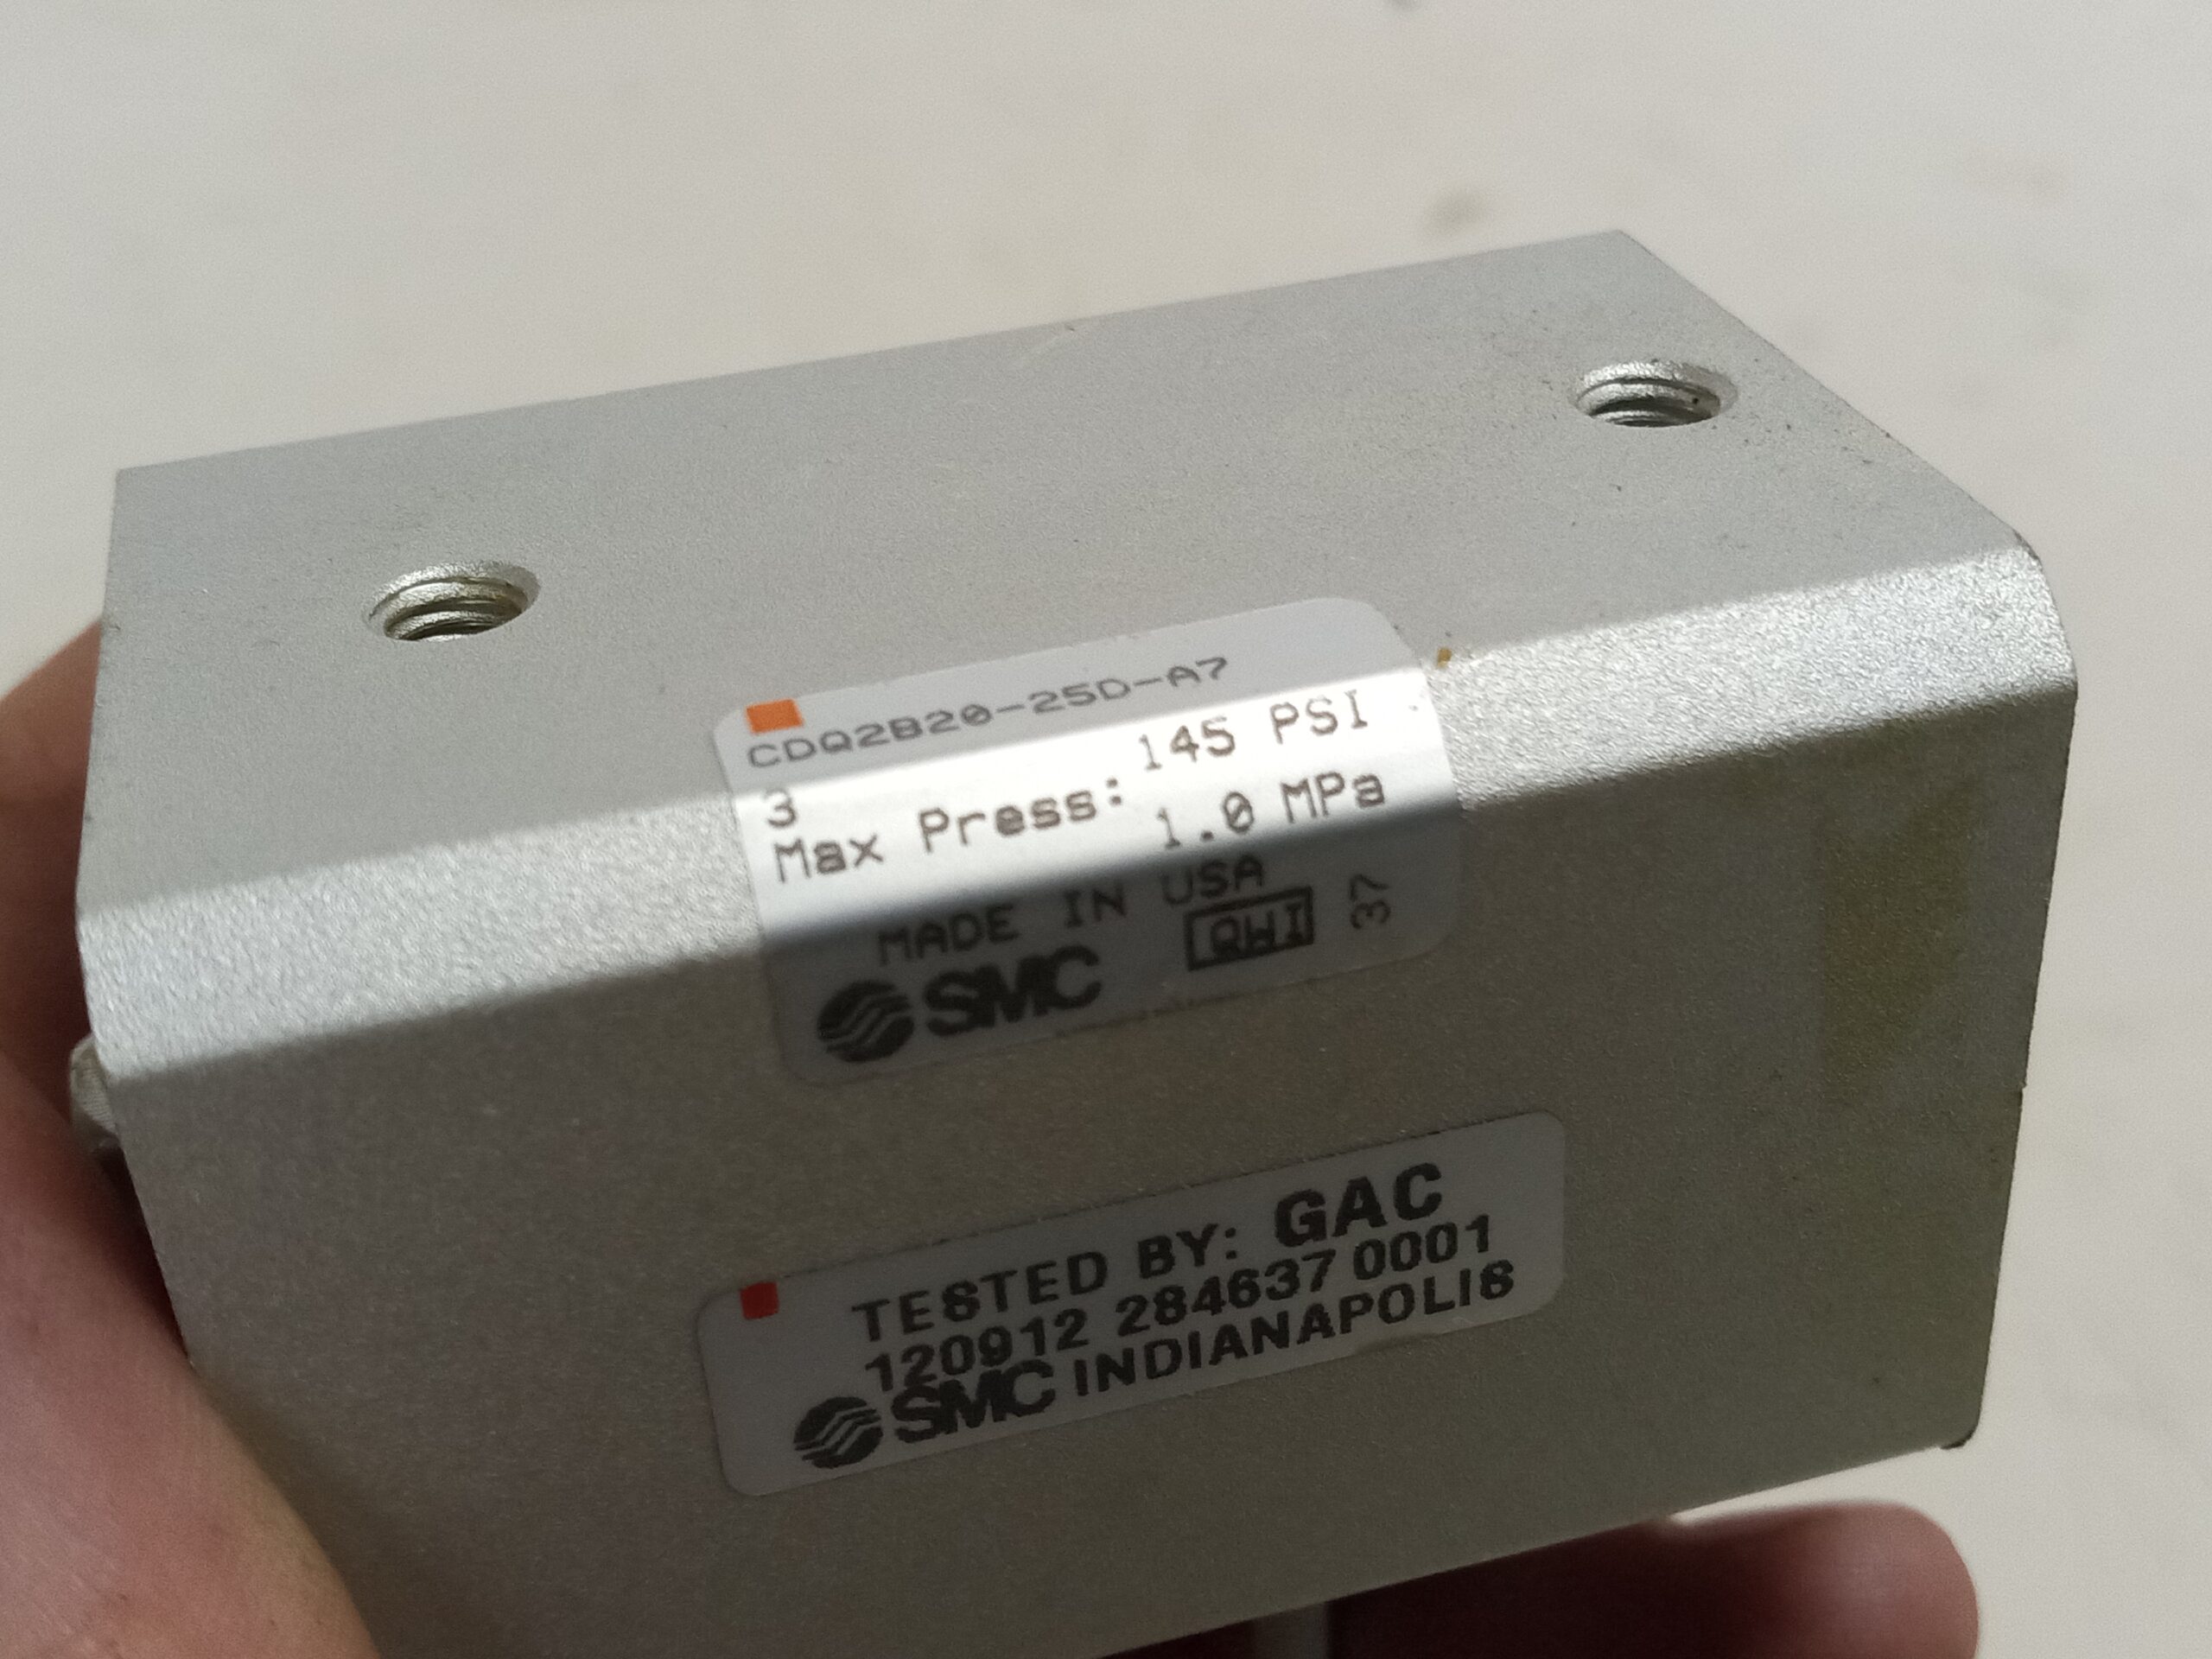 CDQ2B20-25D-A7
3
Max Press: 145 PSI
1.0 MPa
MADE IN USA
SMC QWI 37
TESTED BY: GAC
120912 284637 0001
SMC INDIANAPOLIS